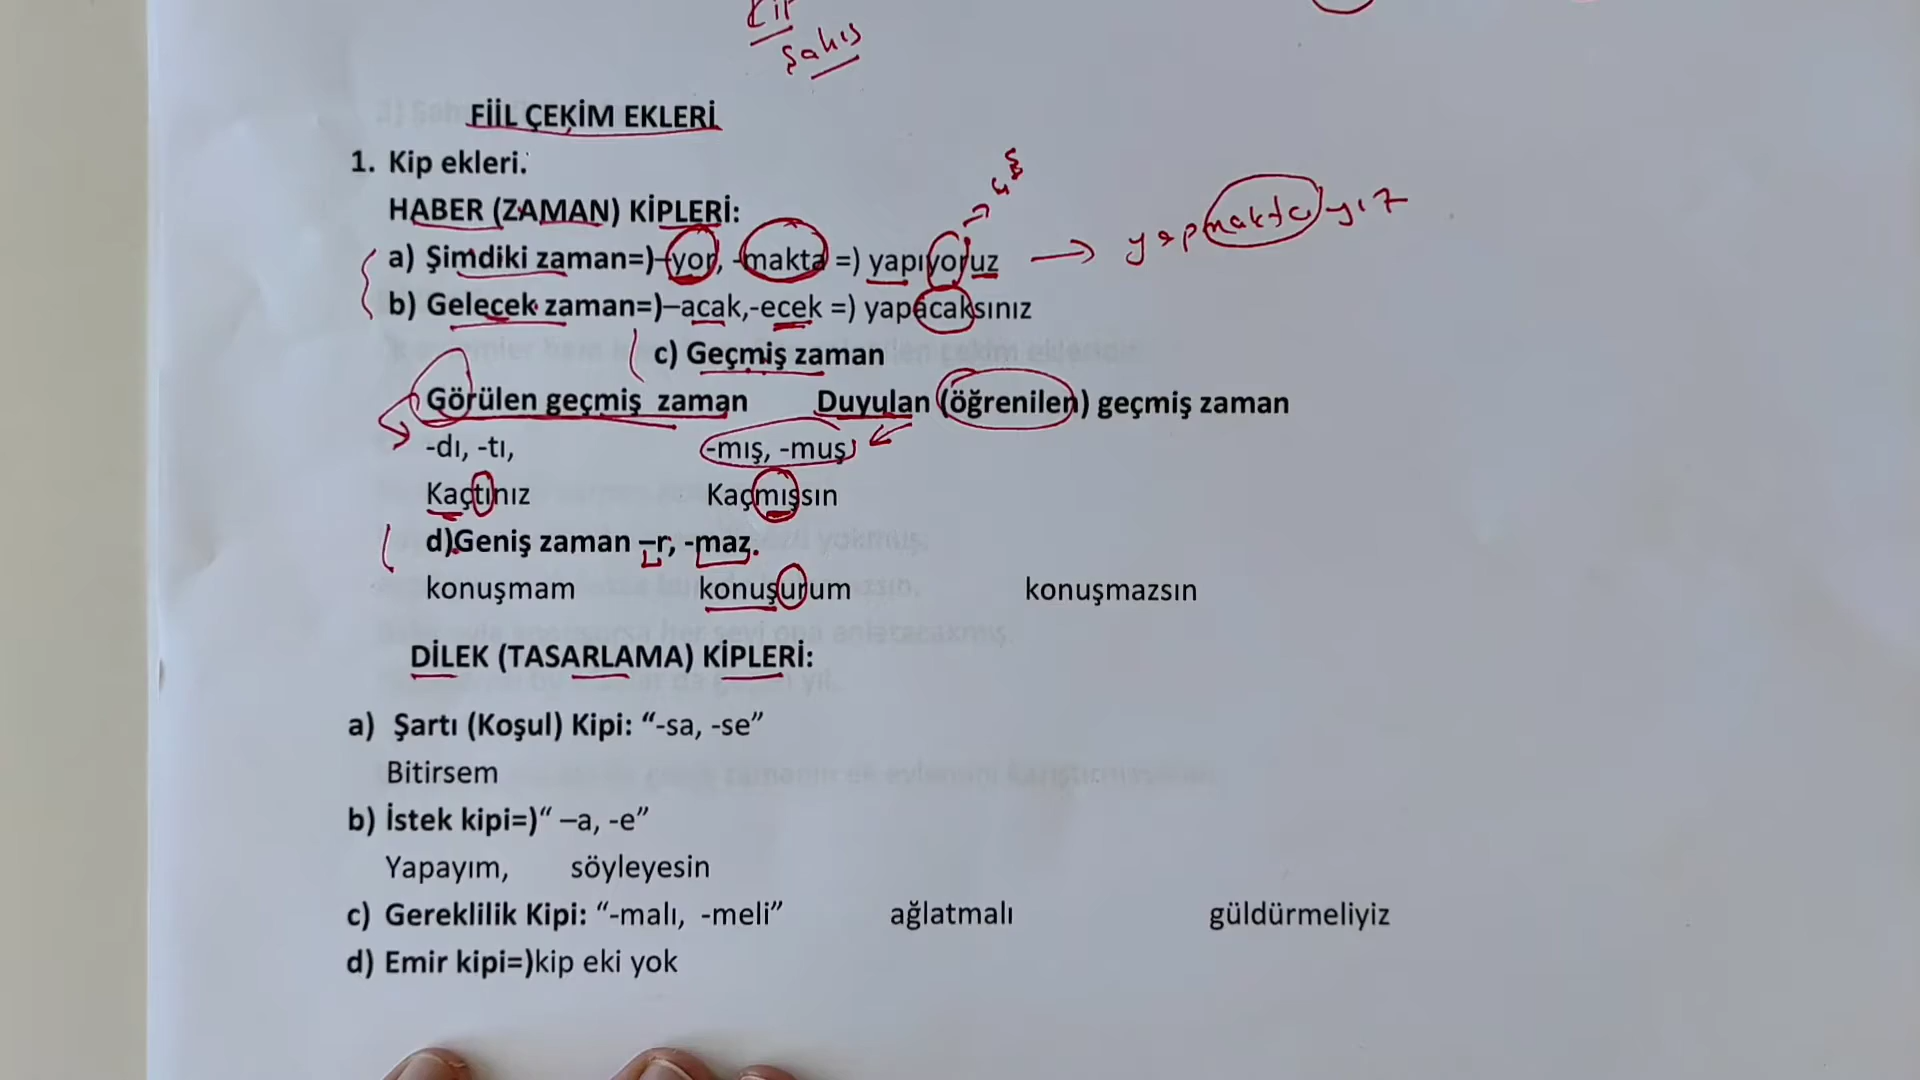 Şahıs
FİİL ÇEKİM EKLERİ
1. Kip ekleri.
HABER (ZAMAN) KİPLERİ:
a) Şimdiki zaman=)–yor, -makta =) yapıyoruz → yapmaktayız
b) Gelecek zaman=)–acak,-ecek =) yapacaksınız
c) Geçmiş zaman
Görülen geçmiş zaman Duyulan (öğrenilen) geçmiş zaman
-dı, -tı, -mış, -muş
Kaçtınız Kaçmışsın
d)Geniş zaman –r, -maz.
konuşmam konuşurum konuşmazsın
DİLEK (TASARLAMA) KİPLERİ:
a) Şartı (Koşul) Kipi: “-sa, -se”
Bitirsem
b) İstek kipi=)“ –a, -e”
Yapayım, söyleyesin
c) Gereklilik Kipi: “-malı, -meli” ağlatmalı güldürmeliyiz
d) Emir kipi=)kip eki yok